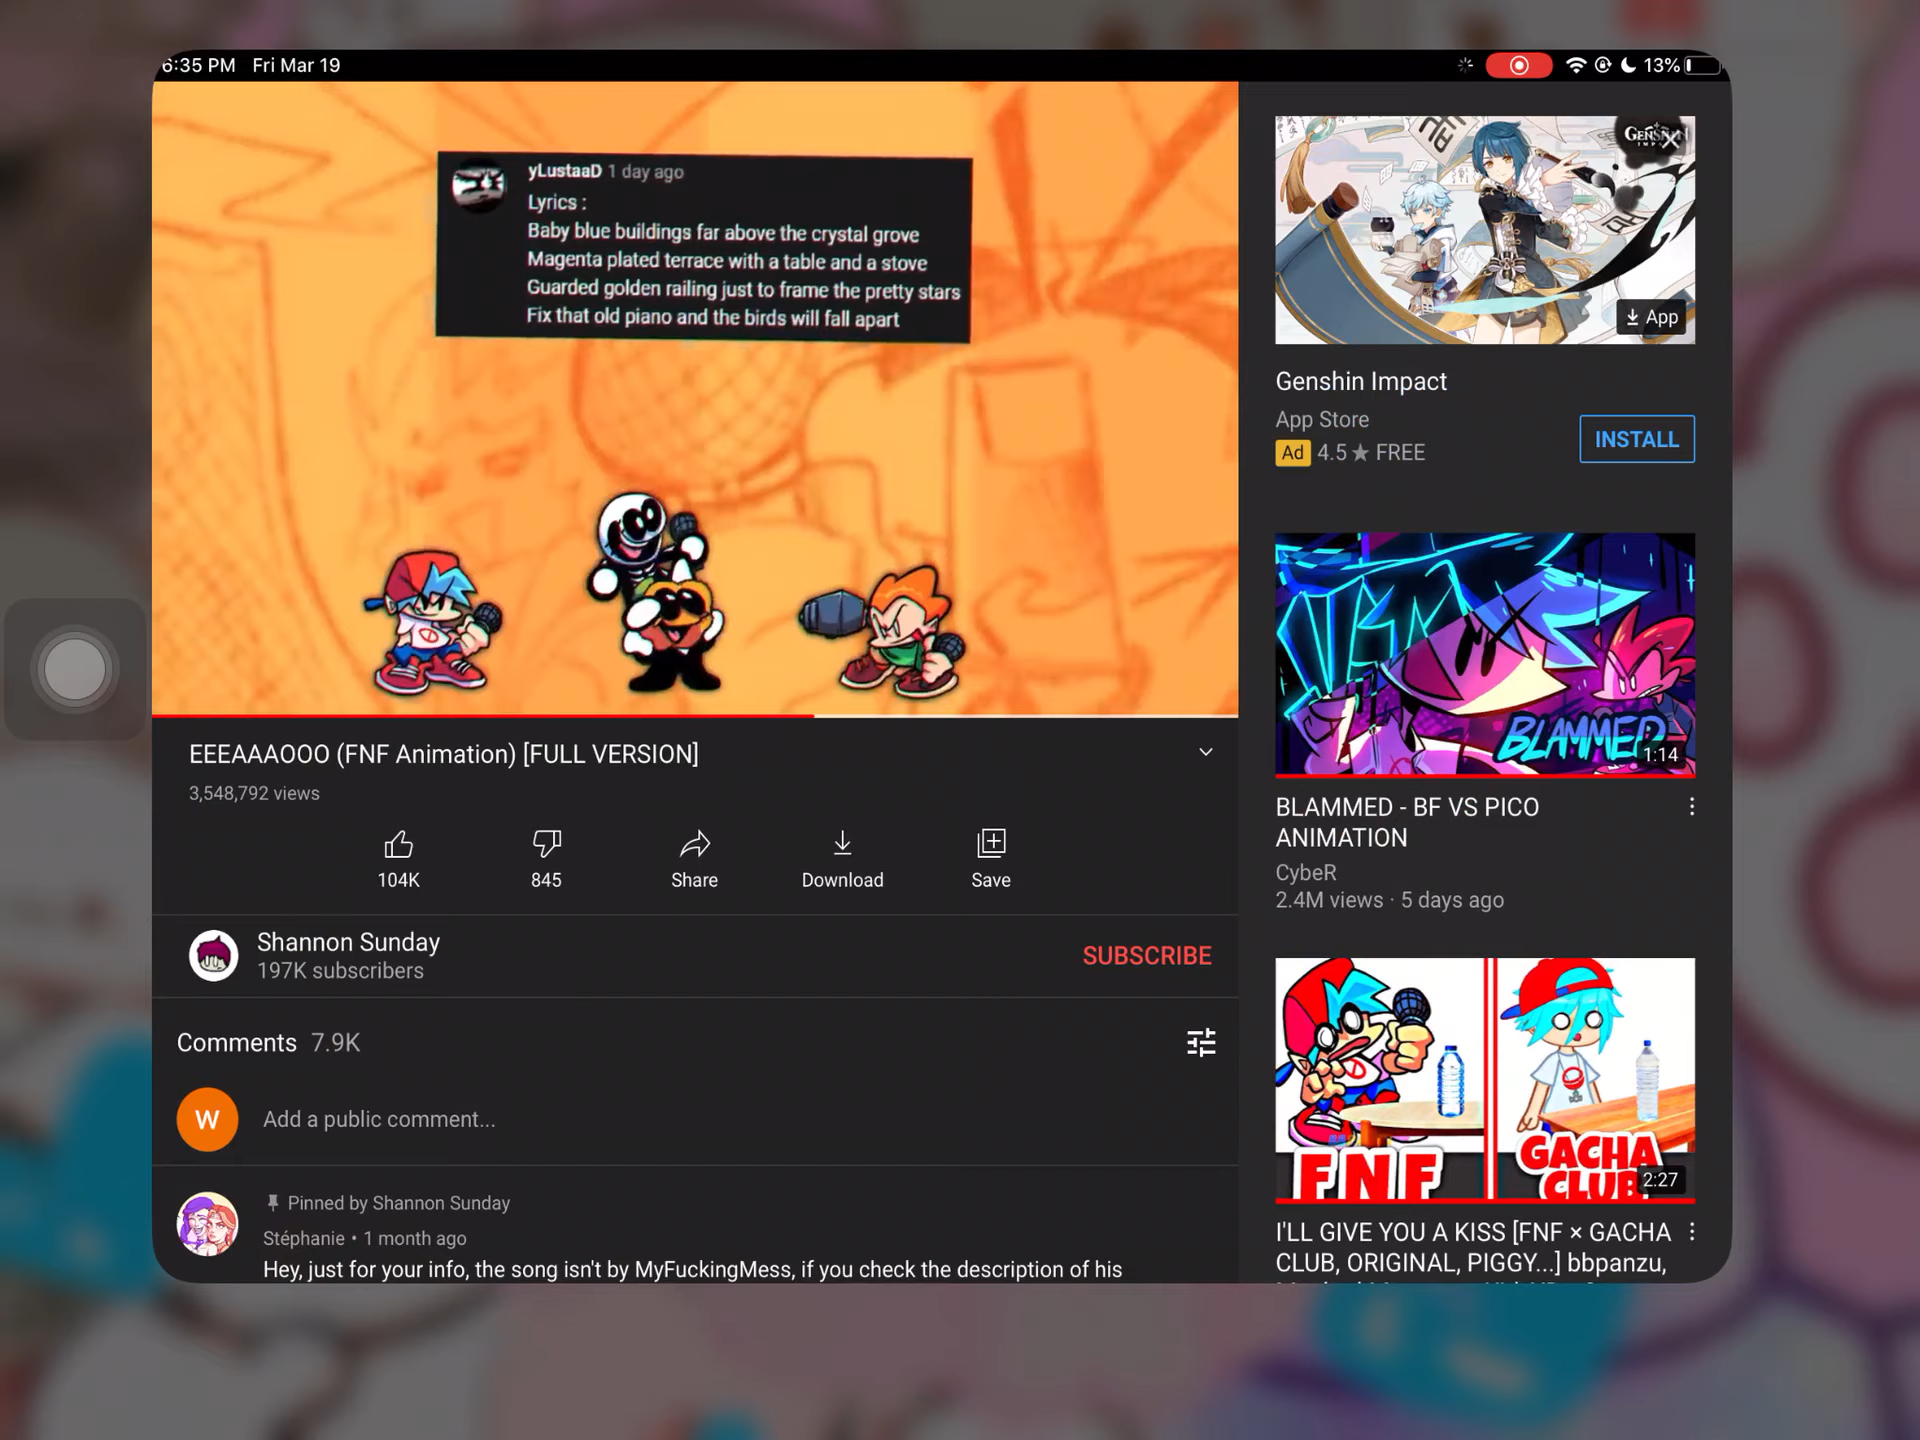 6:35 PM Fri Mar 19
13%
yLustaaD 1 day ago
Lyrics :
Baby blue buildings far above the crystal grove
Magenta plated terrace with a table and a stove
Guarded golden railing just to frame the pretty stars
Fix that old piano and the birds will fall apart
EEEAAAOOO (FNF Animation) [FULL VERSION]
3,548,792 views
104K
845
Share
Download
Save
Shannon Sunday
197K subscribers
SUBSCRIBE
Comments 7.9K
W
Add a public comment...
Pinned by Shannon Sunday
Stéphanie • 1 month ago
Hey, just for your info, the song isn't by MyFuckingMess, if you check the description of his
GENSHIN
App
Genshin Impact
App Store
Ad 4.5 ★ FREE
INSTALL
BLAMMED
1:14
BLAMMED - BF VS PICO
ANIMATION
CybeR
2.4M views · 5 days ago
FNF
GACHA
CLUB
2:27
I'LL GIVE YOU A KISS [FNF × GACHA
CLUB, ORIGINAL, PIGGY...] bbpanzu,